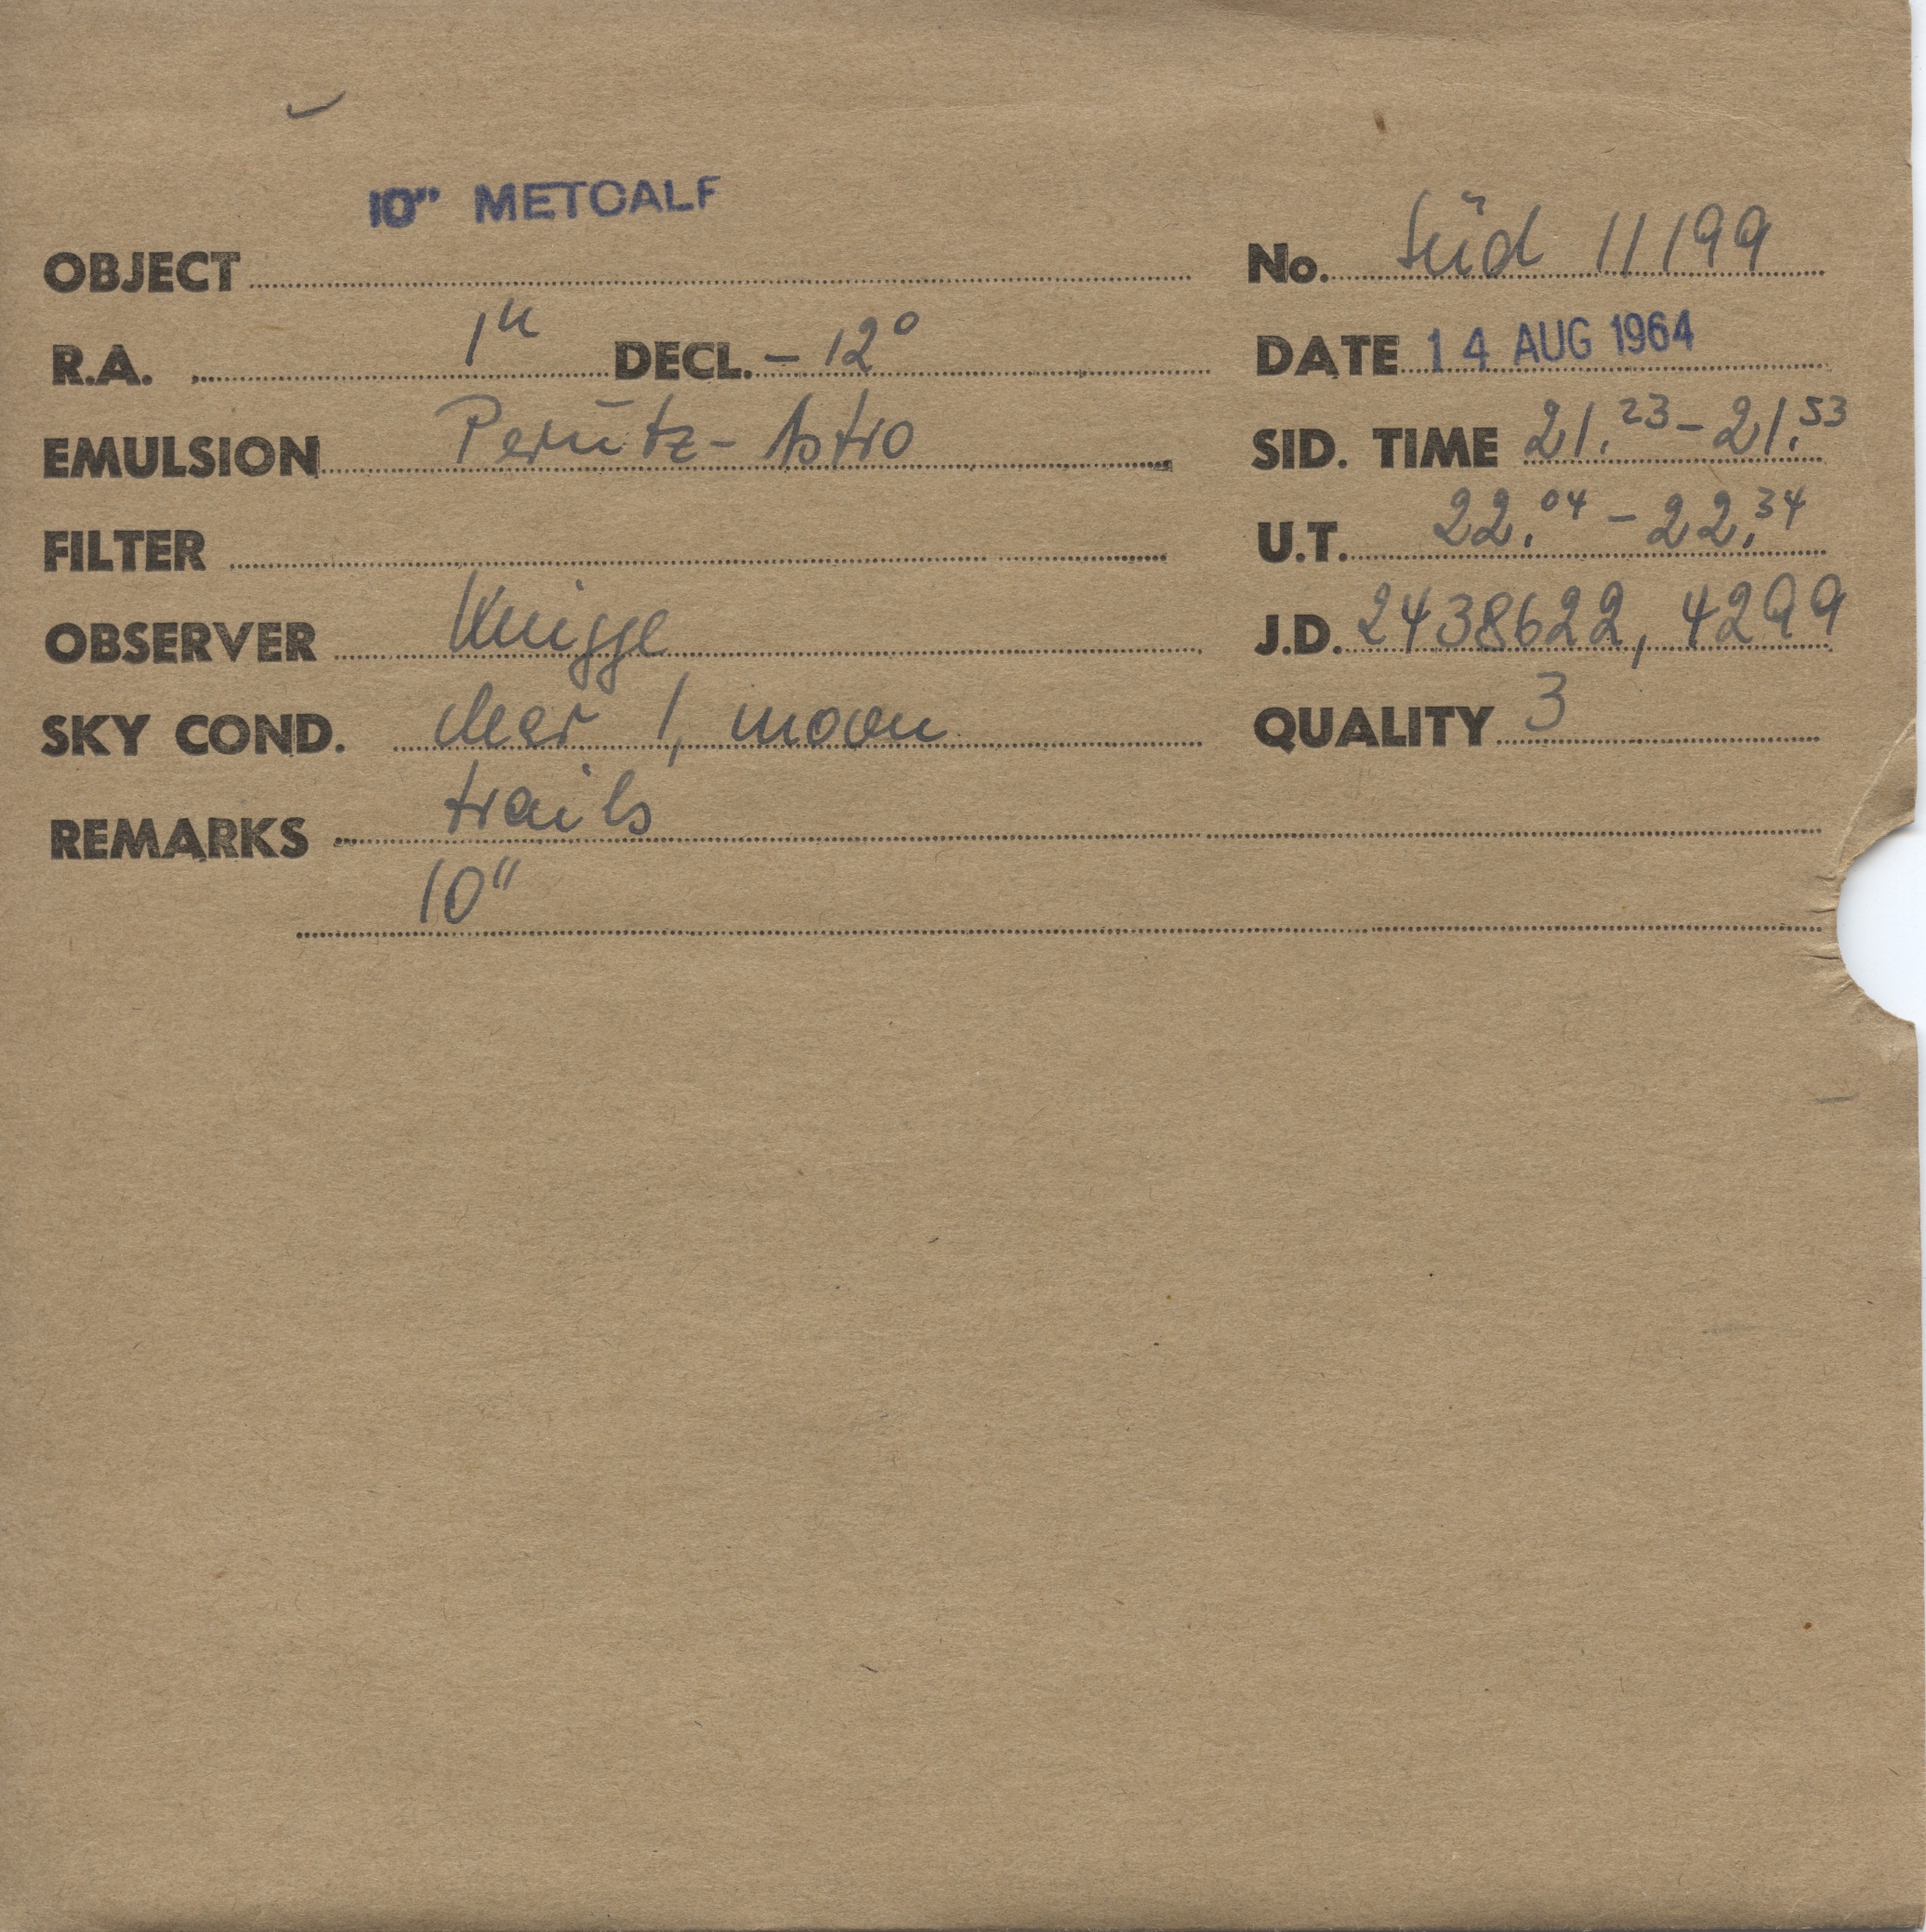 10" METCALF
OBJECT No. Süd 11199
R.A. 1h DECL. - 12° DATE 14 AUG 1964
EMULSION Perutz - Astro SID. TIME 21.23 - 21.53
FILTER U.T. 22.04 - 22.34
OBSERVER Knigge J.D. 2438622,4299
SKY COND. clear 1, moon QUALITY 3
REMARKS trails
10"